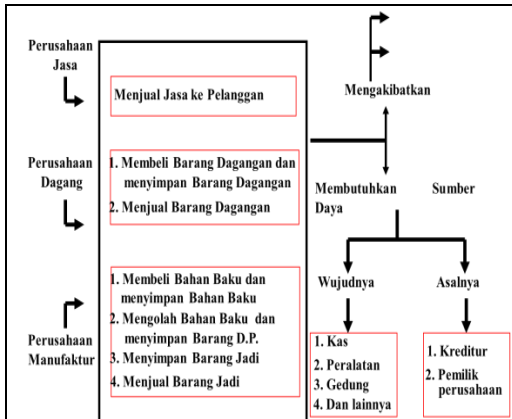 Perusahaan
Jasa
Menjual Jasa ke Pelanggan
Perusahaan
Dagang
1. Membeli Barang Dagangan dan
menyimpan Barang Dagangan
2. Menjual Barang Dagangan
Perusahaan
Manufaktur
1. Membeli Bahan Baku dan
menyimpan Bahan Baku
2. Mengolah Bahan Baku dan
menyimpan Barang D.P.
3. Menyimpan Barang Jadi
4. Menjual Barang Jadi
Mengakibatkan
Membutuhkan Sumber
Daya
Wujudnya
1. Kas
2. Peralatan
3. Gedung
4. Dan lainnya
Asalnya
1. Kreditur
2. Pemilik
perusahaan